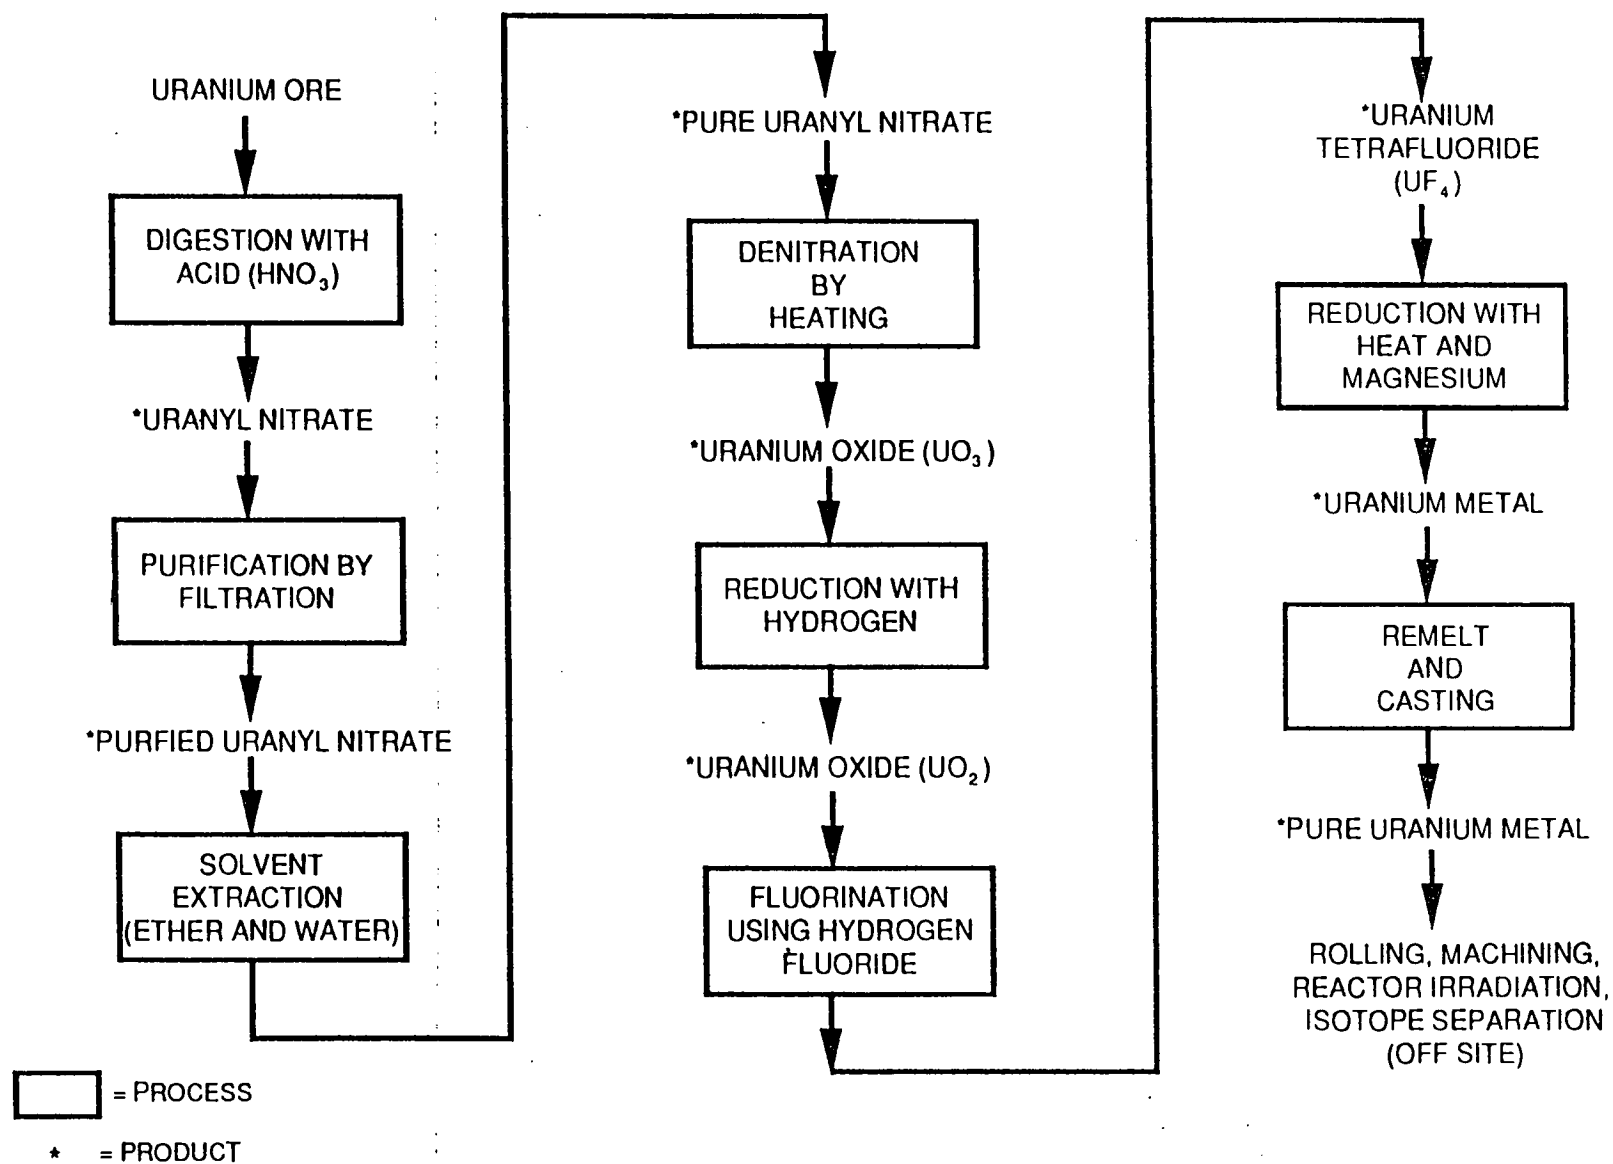 URANIUM ORE
DIGESTION WITH
ACID (HNO₃)
*URANYL NITRATE
PURIFICATION BY
FILTRATION
*PURFIED URANYL NITRATE
SOLVENT
EXTRACTION
(ETHER AND WATER)
*PURE URANYL NITRATE
DENITRATION
BY
HEATING
*URANIUM OXIDE (UO₃)
REDUCTION WITH
HYDROGEN
*URANIUM OXIDE (UO₂)
FLUORINATION
USING HYDROGEN
FLUORIDE
*URANIUM
TETRAFLUORIDE
(UF₄)
REDUCTION WITH
HEAT AND
MAGNESIUM
*URANIUM METAL
REMELT
AND
CASTING
*PURE URANIUM METAL
ROLLING, MACHINING,
REACTOR IRRADIATION,
ISOTOPE SEPARATION
(OFF SITE)
= PROCESS
* = PRODUCT